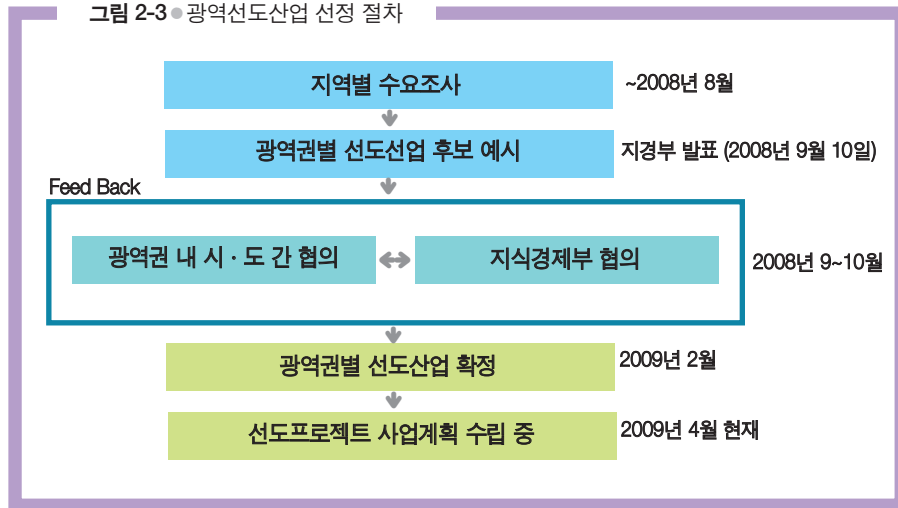 그림 2-3 ● 광역선도산업 선정 절차
지역별 수요조사
~2008년 8월
광역권별 선도선업 후보 예시
지경부 발표 (2008년 9월 10일)
Feed Back
광역권 내 시 · 도 간 협의
지식경제부 협의
2008년 9~10월
광역권별 선도산업 확정
2009년 2월
선도프로젝트 사업계획 수립 중
2009년 4월 현재